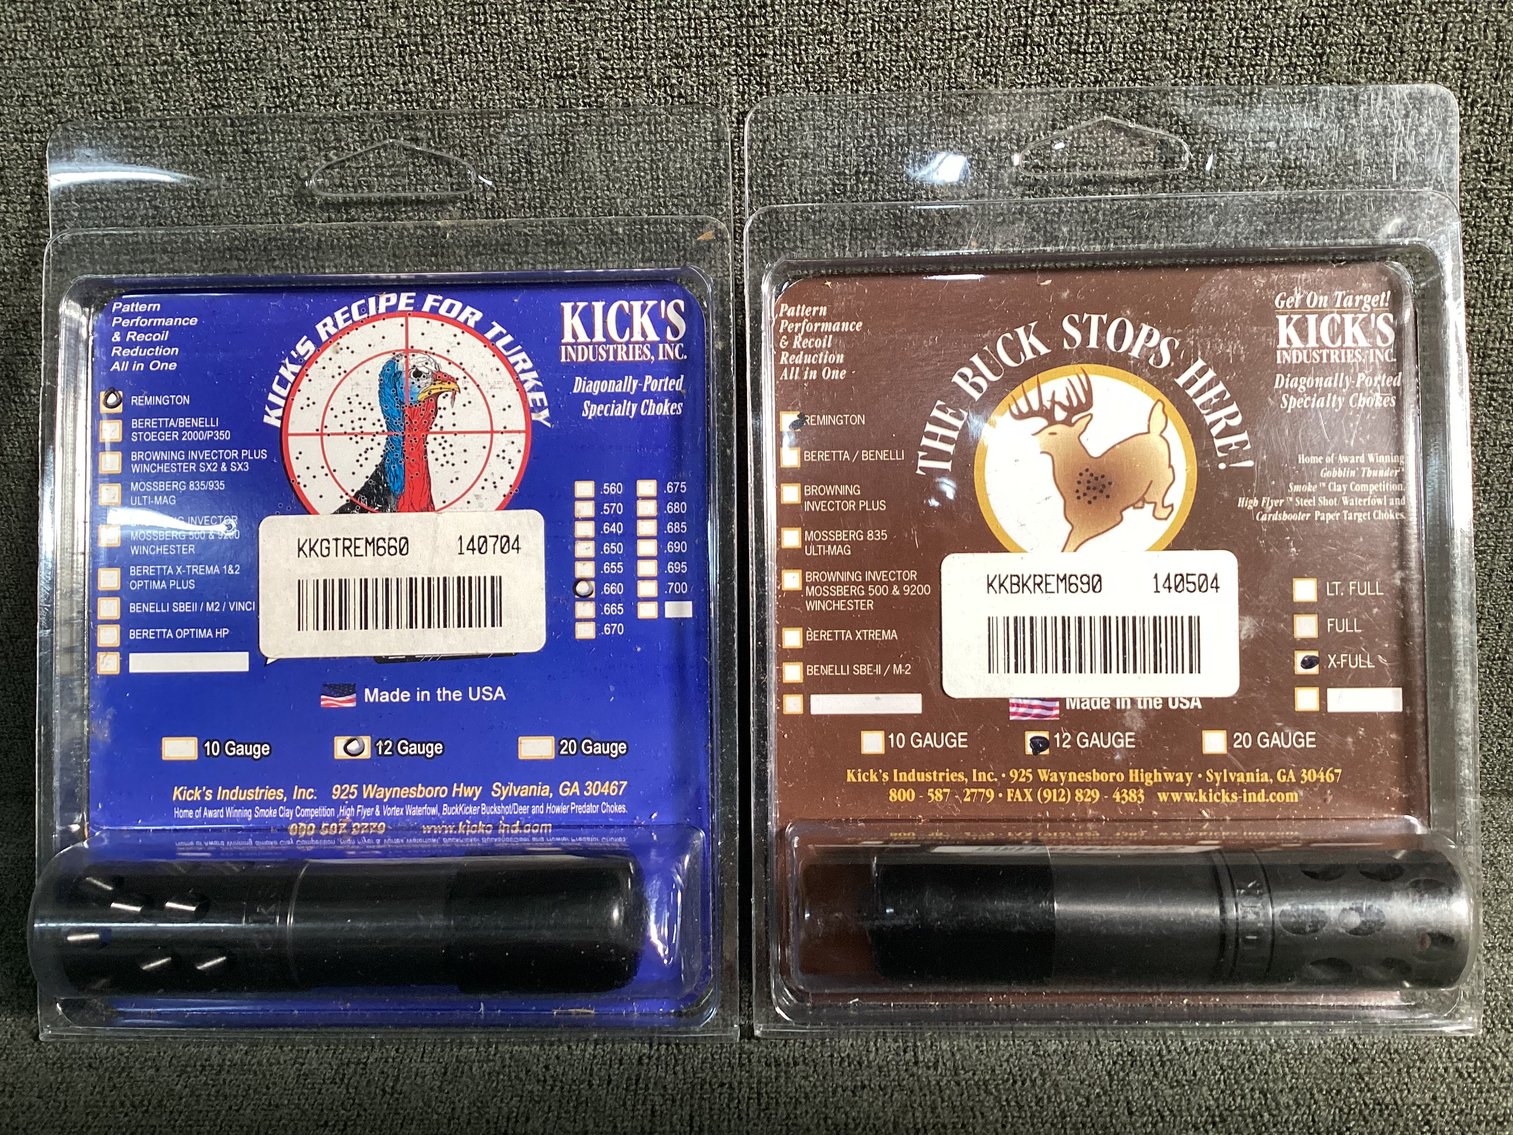 Pattern
Performance
& Recoil
Reduction
All in One
KICK'S RECIPE FOR TURKEY
KICK'S
INDUSTRIES, INC.
Diagonally-Ported
Specialty Chokes
REMINGTON
BERETTA/BENELLI
STOEGER 2000/P350
BROWNING INVECTOR PLUS
WINCHESTER SX2 & SX3
MOSSBERG 835/935
ULTI-MAG
INVECTOR
MOSSBERG 500 & 9200
WINCHESTER
BERETTA X-TREMA 1&2
OPTIMA PLUS
BENELLI SBEII / M2 / VINCI
BERETTA OPTIMA HP
.560
.570
.640
.650
.655
.660
.665
.670
.675
.680
.685
.690
.695
.700
KKGTREM660 140704
Made in the USA
10 Gauge
12 Gauge
20 Gauge
Kick's Industries, Inc. 925 Waynesboro Hwy Sylvania, GA 30467
Home of Award Winning Smoke Clay Competition, High Flyer & Vortex Waterfowl, BuckKicker Buckshot/Deer and Howler Predator Chokes.
Pattern
Performance
& Recoil
Reduction
All in One
THE BUCK STOPS HERE!
Get On Target!
KICK'S
INDUSTRIES, INC.
Diagonally-Ported
Specialty Chokes
Home of Award Winning
Gobblin' Thunder™
Smoke™ Clay Competition,
High Flyer™ Steel Shot/Waterfowl and
Cardshooter Paper Target Chokes.
REMINGTON
BERETTA / BENELLI
BROWNING
INVECTOR PLUS
MOSSBERG 835
ULTI-MAG
BROWNING INVECTOR
MOSSBERG 500 & 9200
WINCHESTER
BERETTA XTREMA
BENELLI SBE-II / M-2
KKBKREM690 140504
LT. FULL
FULL
X-FULL
Made in the USA
10 GAUGE
12 GAUGE
20 GAUGE
Kick's Industries, Inc. · 925 Waynesboro Highway · Sylvania, GA 30467
800 - 587 - 2779 · FAX (912) 829 - 4383 www.kicks-ind.com